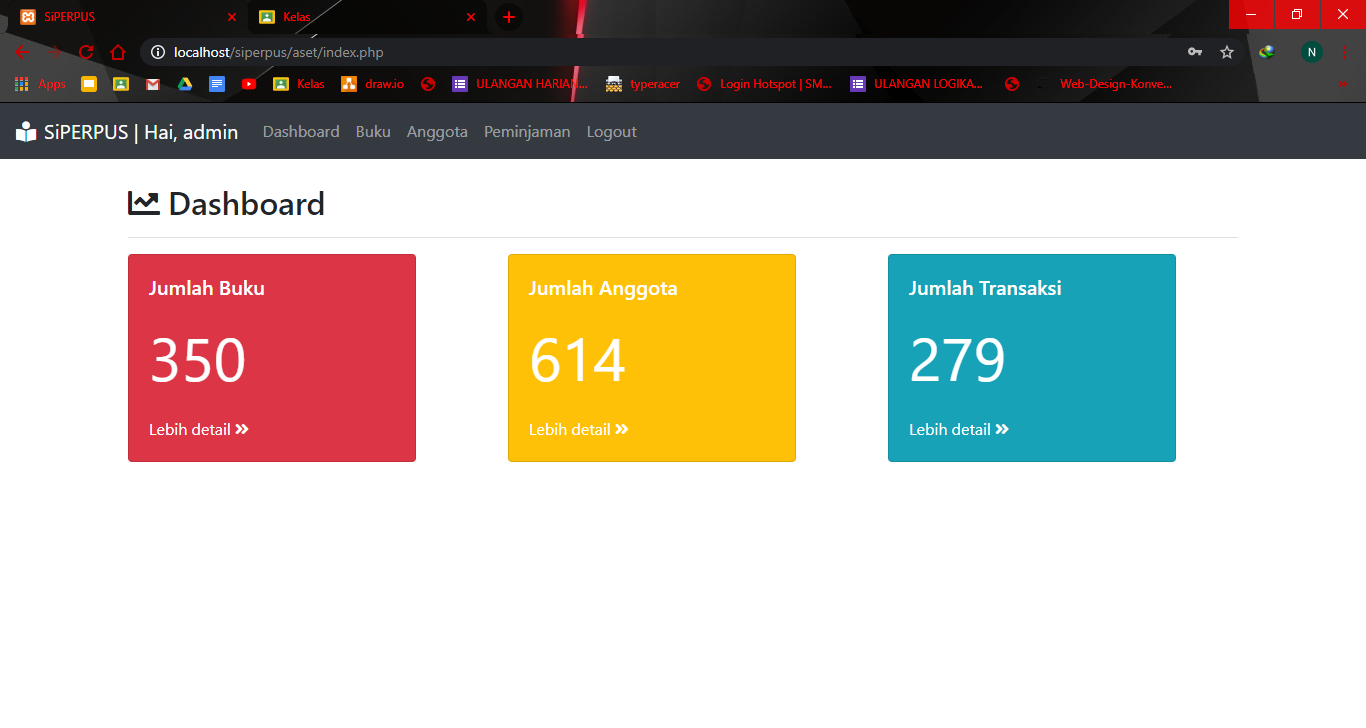 SiPERPUS
Kelas
localhost/siperpus/aset/index.php
N
Apps
Kelas
draw.io
ULANGAN HARIAN...
typeracer
Login Hotspot | SM...
ULANGAN LOGIKA...
Web-Design-Konve...
SiPERPUS | Hai, admin
Dashboard
Buku
Anggota
Peminjaman
Logout
Dashboard
Jumlah Buku
350
Lebih detail
Jumlah Anggota
614
Lebih detail
Jumlah Transaksi
279
Lebih detail